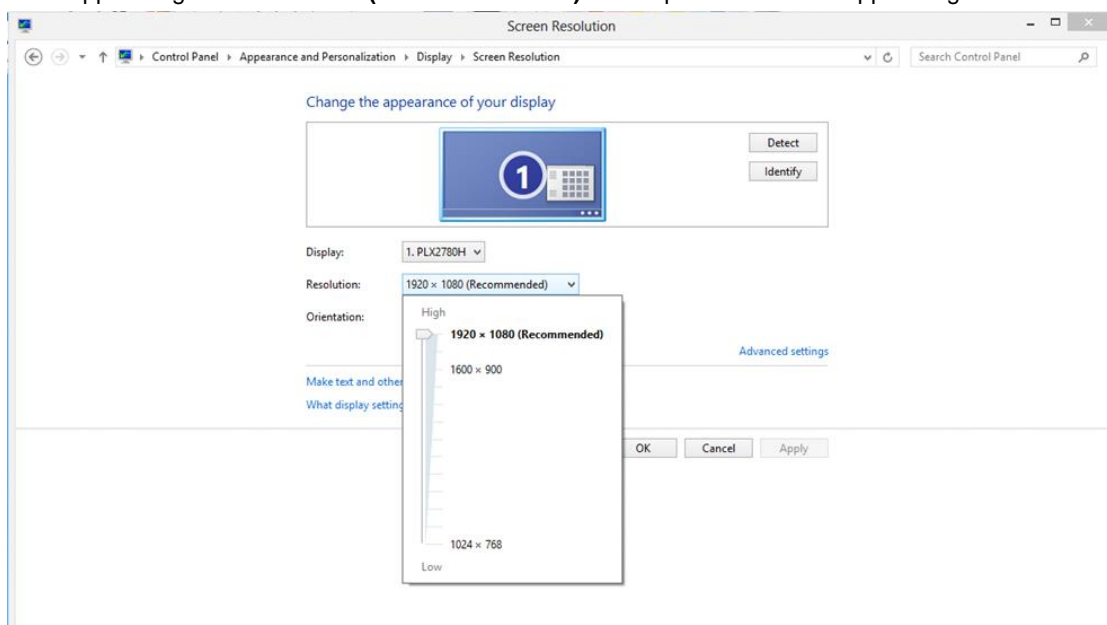 Screen Resolution
Control Panel Appearance and Personalization Display Screen Resolution Search Control Panel
Change the appearance of your display
1
Detect
Identify
Display: 1. PLX2780H
Resolution: 1920 × 1080 (Recommended)
Orientation:
High
1920 × 1080 (Recommended)
1600 × 900
Advanced settings
Make text and other
What display setting
OK Cancel Apply
1024 × 768
Low